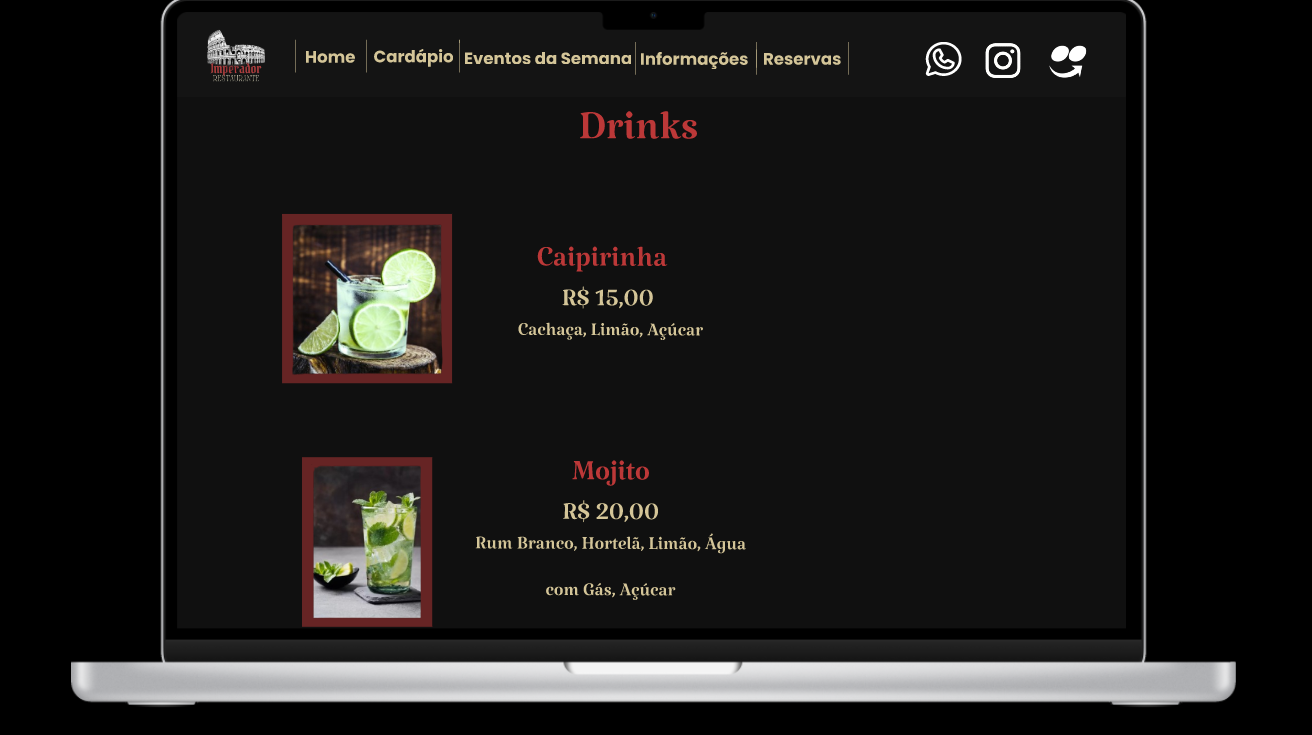 Imperador
RESTAURANTE
Home
Cardápio
Eventos da Semana
Informações
Reservas
Drinks
Caipirinha
R$ 15,00
Cachaça, Limão, Açúcar
Mojito
R$ 20,00
Rum Branco, Hortelã, Limão, Água
com Gás, Açúcar